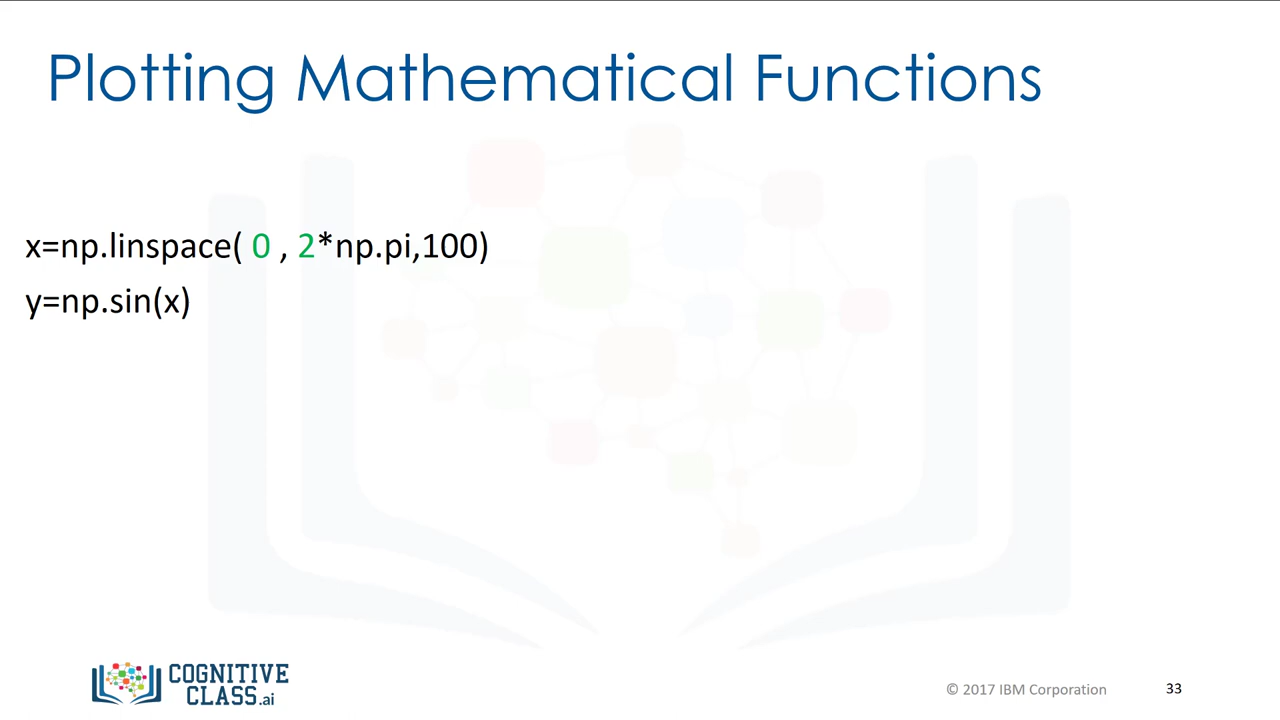 Plotting Mathematical Functions
x=np.linspace( 0 , 2*np.pi,100)
y=np.sin(x)
COGNITIVE
CLASS.ai
© 2017 IBM Corporation
33